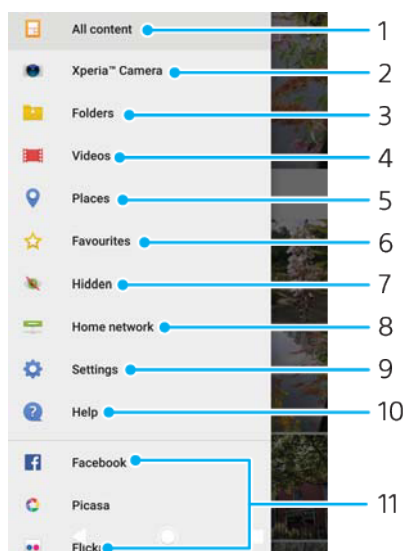 All content 1
Xperia™ Camera 2
Folders 3
Videos 4
Places 5
Favourites 6
Hidden 7
Home network 8
Settings 9
Help 10
Facebook
Picasa 11
Flickr